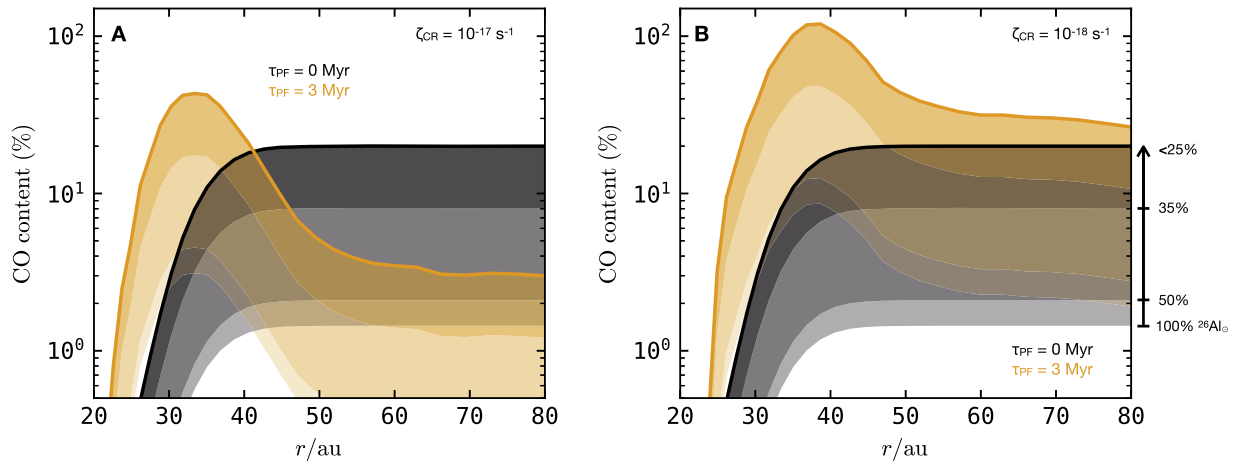 A
ζCR = 10⁻¹⁷ s⁻¹
τPF = 0 Myr
τPF = 3 Myr
CO content (%)
10²
10¹
10⁰
20 30 40 50 60 70 80
r/au
B
ζCR = 10⁻¹⁸ s⁻¹
τPF = 0 Myr
τPF = 3 Myr
CO content (%)
10²
10¹
10⁰
20 30 40 50 60 70 80
r/au
<25%
35%
50%
100% ²⁶Al⊙